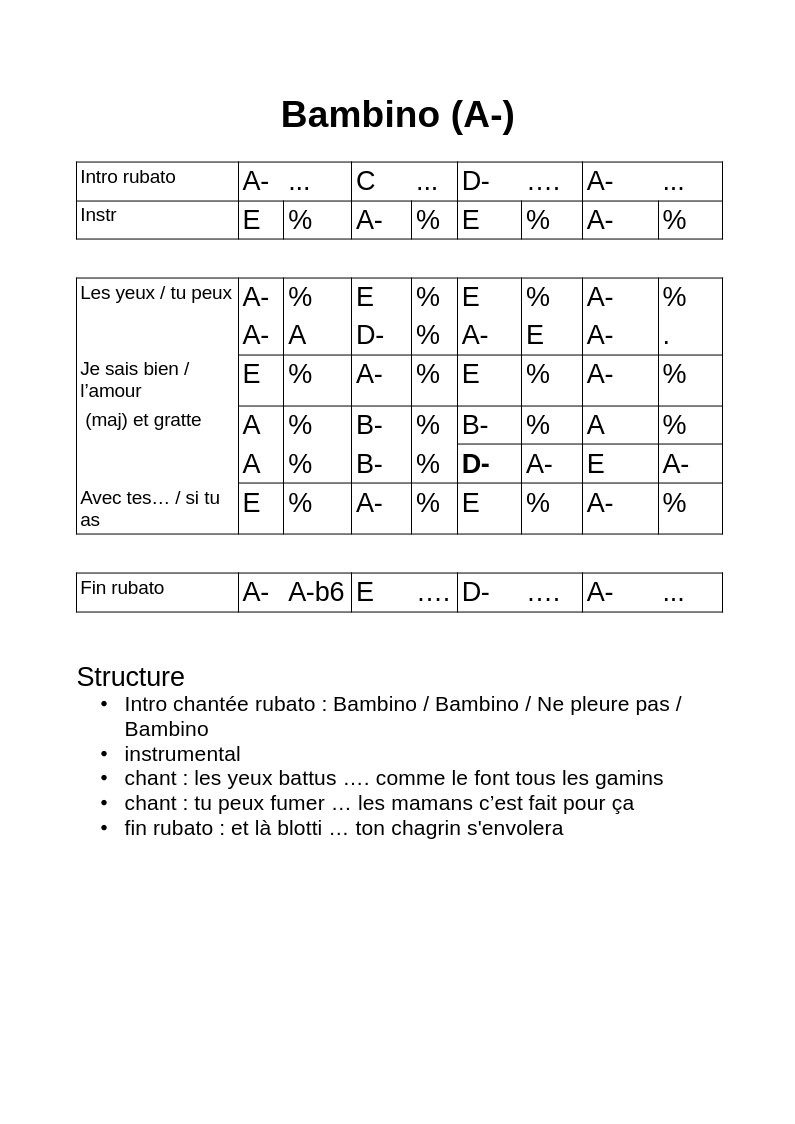 Bambino (A-)
Intro rubato A- ... C ... D- …. A- ...
Instr E % A- % E % A- %
Les yeux / tu peux A- % E % E % A- %
A- A D- % A- E A- .
Je sais bien / E % A- % E % A- %
l’amour
(maj) et gratte A % B- % B- % A %
A % B- % D- A- E A-
Avec tes… / si tu E % A- % E % A- %
as
Fin rubato A- A-b6 E …. D- …. A- ...
Structure
• Intro chantée rubato : Bambino / Bambino / Ne pleure pas /
Bambino
• instrumental
• chant : les yeux battus …. comme le font tous les gamins
• chant : tu peux fumer … les mamans c’est fait pour ça
• fin rubato : et là blotti … ton chagrin s'envolera